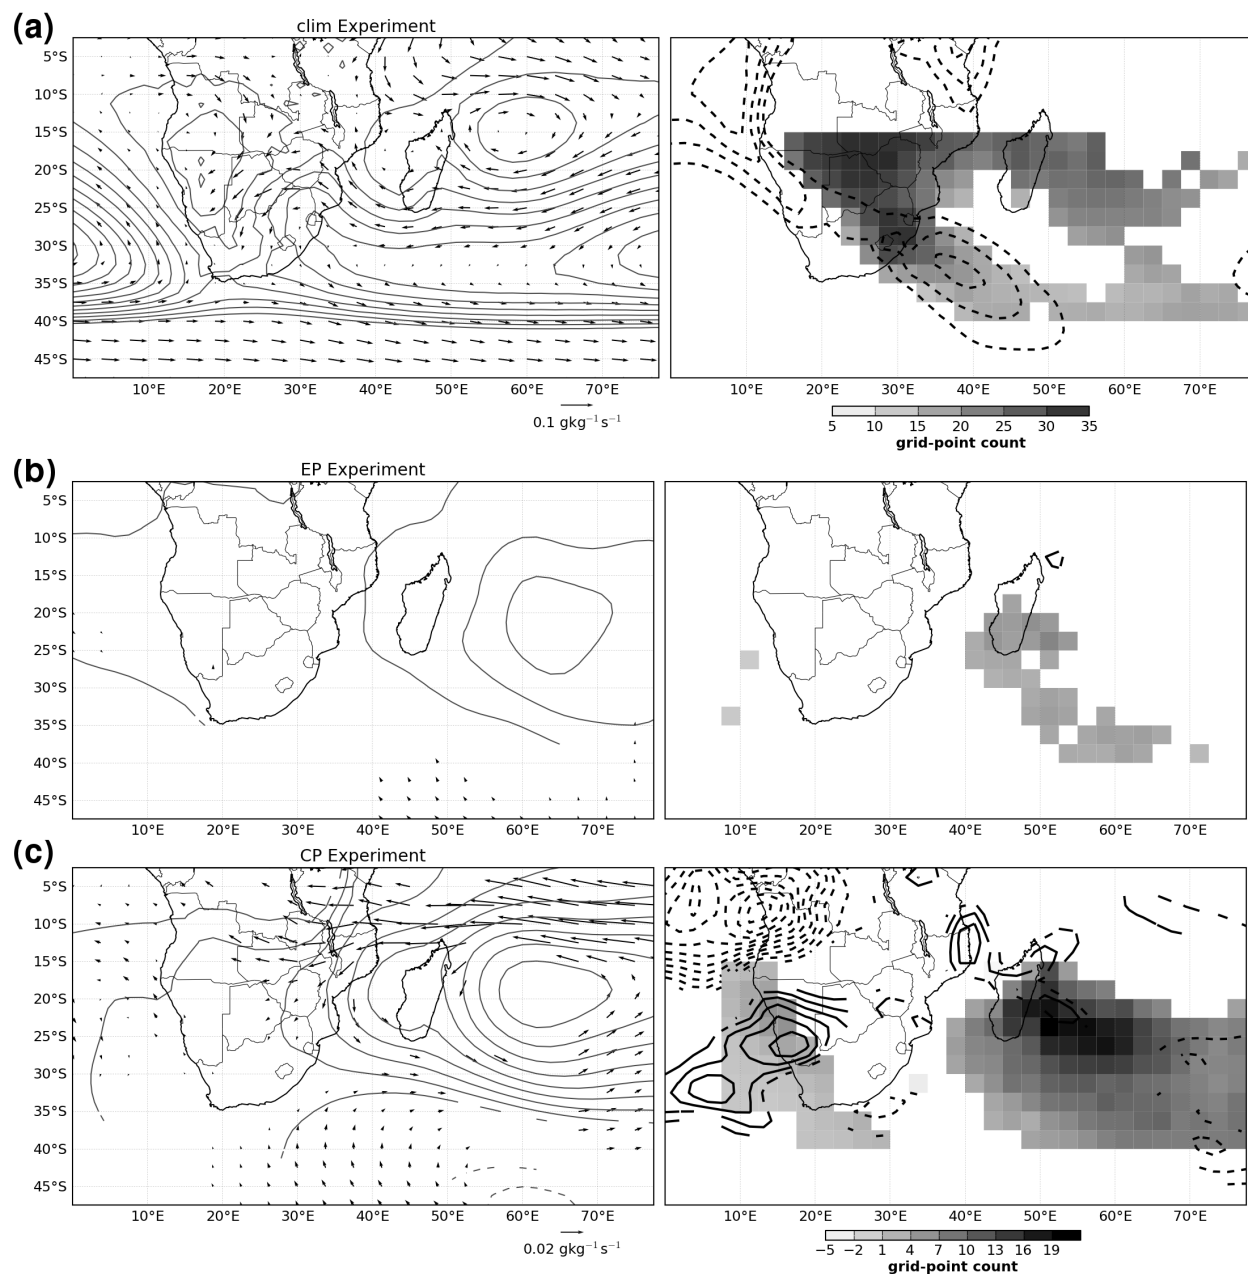 (a)
clim Experiment
5°S
10°S
15°S
20°S
25°S
30°S
35°S
40°S
45°S
10°E 20°E 30°E 40°E 50°E 60°E 70°E
10°E 20°E 30°E 40°E 50°E 60°E 70°E
0.1 gkg⁻¹s⁻¹
5 10 15 20 25 30 35
grid-point count
(b)
EP Experiment
5°S
10°S
15°S
20°S
25°S
30°S
35°S
40°S
45°S
10°E 20°E 30°E 40°E 50°E 60°E 70°E
10°E 20°E 30°E 40°E 50°E 60°E 70°E
(c)
CP Experiment
5°S
10°S
15°S
20°S
25°S
30°S
35°S
40°S
45°S
10°E 20°E 30°E 40°E 50°E 60°E 70°E
10°E 20°E 30°E 40°E 50°E 60°E 70°E
0.02 gkg⁻¹s⁻¹
−5 −2 1 4 7 10 13 16 19
grid-point count